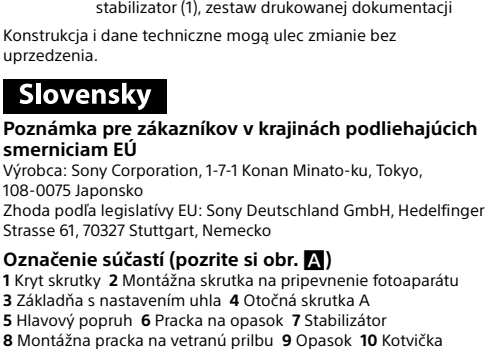 stabilizator (1), zestaw drukowanej dokumentacji
Konstrukcja i dane techniczne mogą ulec zmianie bez
uprzedzenia.
Slovensky
Poznámka pre zákazníkov v krajinách podliehajúcich
smerniciam EÚ
Výrobca: Sony Corporation, 1-7-1 Konan Minato-ku, Tokyo,
108-0075 Japonsko
Zhoda podľa legislatívy EU: Sony Deutschland GmbH, Hedelfinger
Strasse 61, 70327 Stuttgart, Nemecko
Označenie súčastí (pozrite si obr. A)
1 Kryt skrutky 2 Montážna skrutka na pripevnenie fotoaparátu
3 Základňa s nastavením uhla 4 Otočná skrutka A
5 Hlavový popruh 6 Pracka na opasok 7 Stabilizátor
8 Montážna pracka na vetranú prilbu 9 Opasok 10 Kotvička